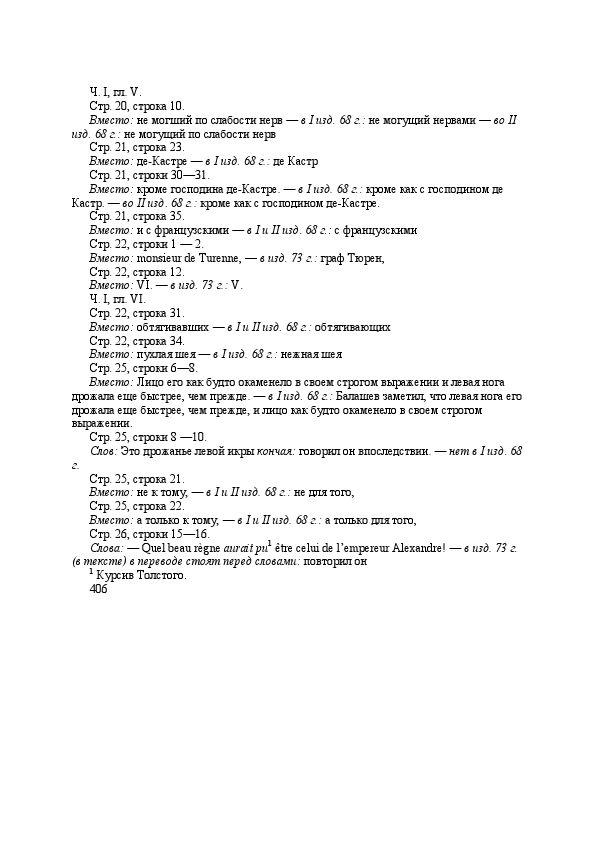 Ч. I, гл. V.
Стр. 20, строка 10.
Вместо: не могший по слабости нерв — в I изд. 68 г.: не могущий нервами — во II
изд. 68 г.: не могущий по слабости нерв
Стр. 21, строка 23.
Вместо: де-Кастре — в I изд. 68 г.: де Кастр
Стр. 21, строки 30—31.
Вместо: кроме господина де-Кастре. — в I изд. 68 г.: кроме как с господином де
Кастр. — во II изд. 68 г.: кроме как с господином де-Кастре.
Стр. 21, строка 35.
Вместо: и с французскими — в I и II изд. 68 г.: с французскими
Стр. 22, строки 1 — 2.
Вместо: monsieur de Turenne, — в изд. 73 г.: граф Тюрен,
Стр. 22, строка 12.
Вместо: VI. — в изд. 73 г.: V.
Ч. I, гл. VI.
Стр. 22, строка 31.
Вместо: обтягивавших — в I и II изд. 68 г.: обтягивающих
Стр. 22, строка 34.
Вместо: пухлая шея — в I изд. 68 г.: нежная шея
Стр. 25, строки 6—8.
Вместо: Лицо его как будто окаменело в своем строгом выражении и левая нога
дрожала еще быстрее, чем прежде. — в I изд. 68 г.: Балашев заметил, что левая нога его
дрожала еще быстрее, чем прежде, и лицо как будто окаменело в своем строгом
выражении.
Стр. 25, строки 8 —10.
Слов: Это дрожанье левой икры кончая: говорил он впоследствии. — нет в I изд. 68
г.
Стр. 25, строка 21.
Вместо: не к тому, — в I и II изд. 68 г.: не для того,
Стр. 25, строка 22.
Вместо: а только к тому, — в I и II изд. 68 г.: а только для того,
Стр. 26, строки 15—16.
Слова: — Quel beau règne aurait pu¹ être celui de l’empereur Alexandre! — в изд. 73 г.
(в тексте) в переводе стоят перед словами: повторил он
¹ Курсив Толстого.
406